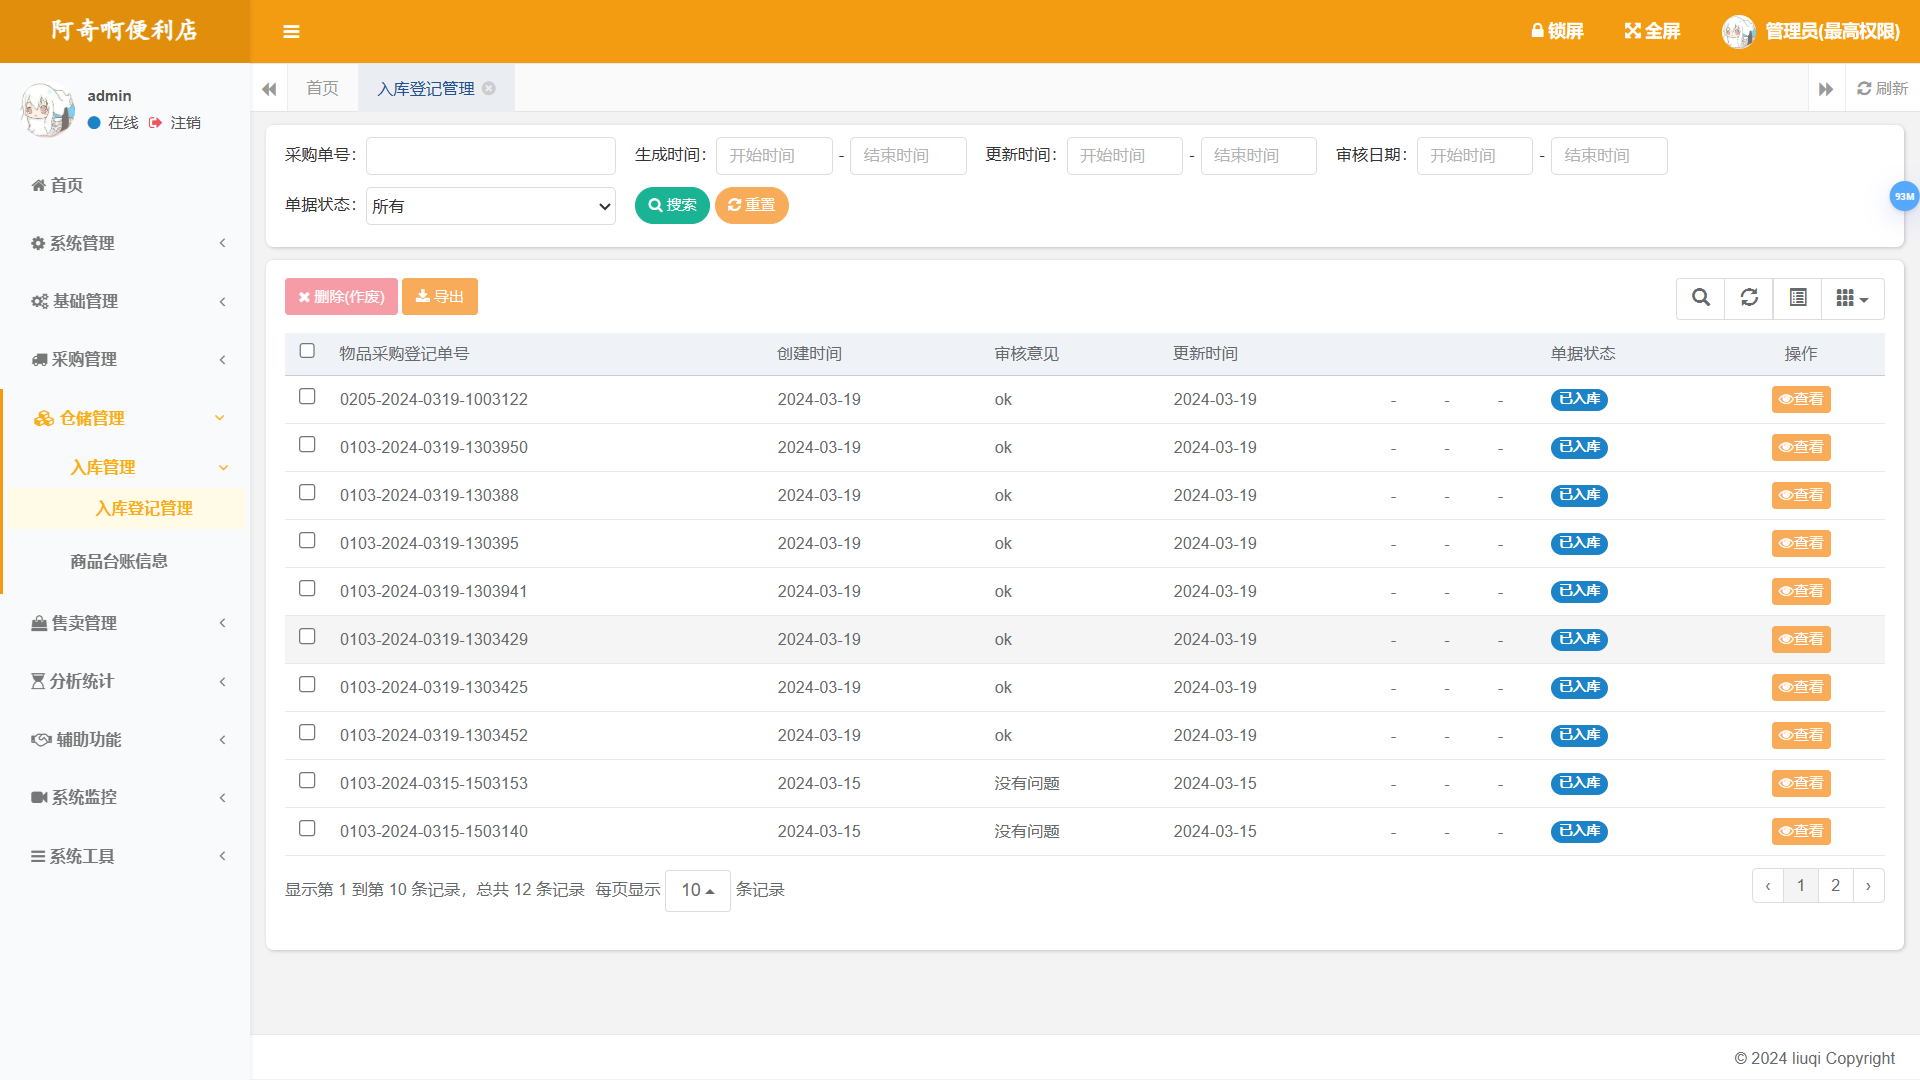 阿奇啊便利店
锁屏 全屏 管理员(最高权限)
admin
在线 注销
首页 入库登记管理 刷新
首页
系统管理
基础管理
采购管理
仓储管理
入库管理
入库登记管理
商品台账信息
售卖管理
分析统计
辅助功能
系统监控
系统工具
采购单号: 生成时间: 开始时间 - 结束时间 更新时间: 开始时间 - 结束时间 审核日期: 开始时间 - 结束时间
单据状态: 所有 搜索 重置
93M
删除(作废) 导出
物品采购登记单号 创建时间 审核意见 更新时间 单据状态 操作
0205-2024-0319-1003122 2024-03-19 ok 2024-03-19 - - - 已入库 查看
0103-2024-0319-1303950 2024-03-19 ok 2024-03-19 - - - 已入库 查看
0103-2024-0319-130388 2024-03-19 ok 2024-03-19 - - - 已入库 查看
0103-2024-0319-130395 2024-03-19 ok 2024-03-19 - - - 已入库 查看
0103-2024-0319-1303941 2024-03-19 ok 2024-03-19 - - - 已入库 查看
0103-2024-0319-1303429 2024-03-19 ok 2024-03-19 - - - 已入库 查看
0103-2024-0319-1303425 2024-03-19 ok 2024-03-19 - - - 已入库 查看
0103-2024-0319-1303452 2024-03-19 ok 2024-03-19 - - - 已入库 查看
0103-2024-0315-1503153 2024-03-15 没有问题 2024-03-15 - - - 已入库 查看
0103-2024-0315-1503140 2024-03-15 没有问题 2024-03-15 - - - 已入库 查看
显示第 1 到第 10 条记录，总共 12 条记录 每页显示 10 条记录 ‹ 1 2 ›
© 2024 liuqi Copyright